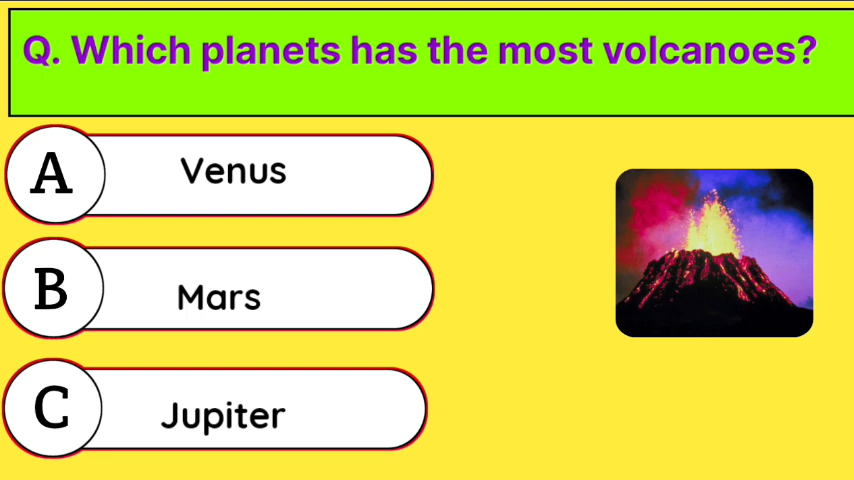 Q. Which planets has the most volcanoes?
A Venus
B Mars
C Jupiter